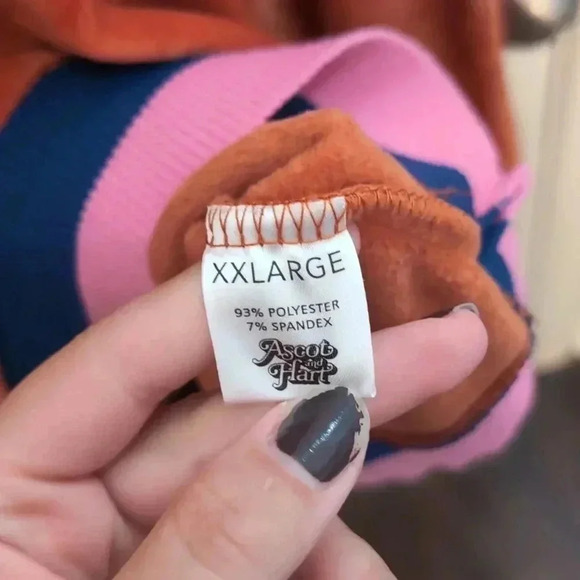 XXLARGE
93% POLYESTER
7% SPANDEX
Ascot
and
Hart